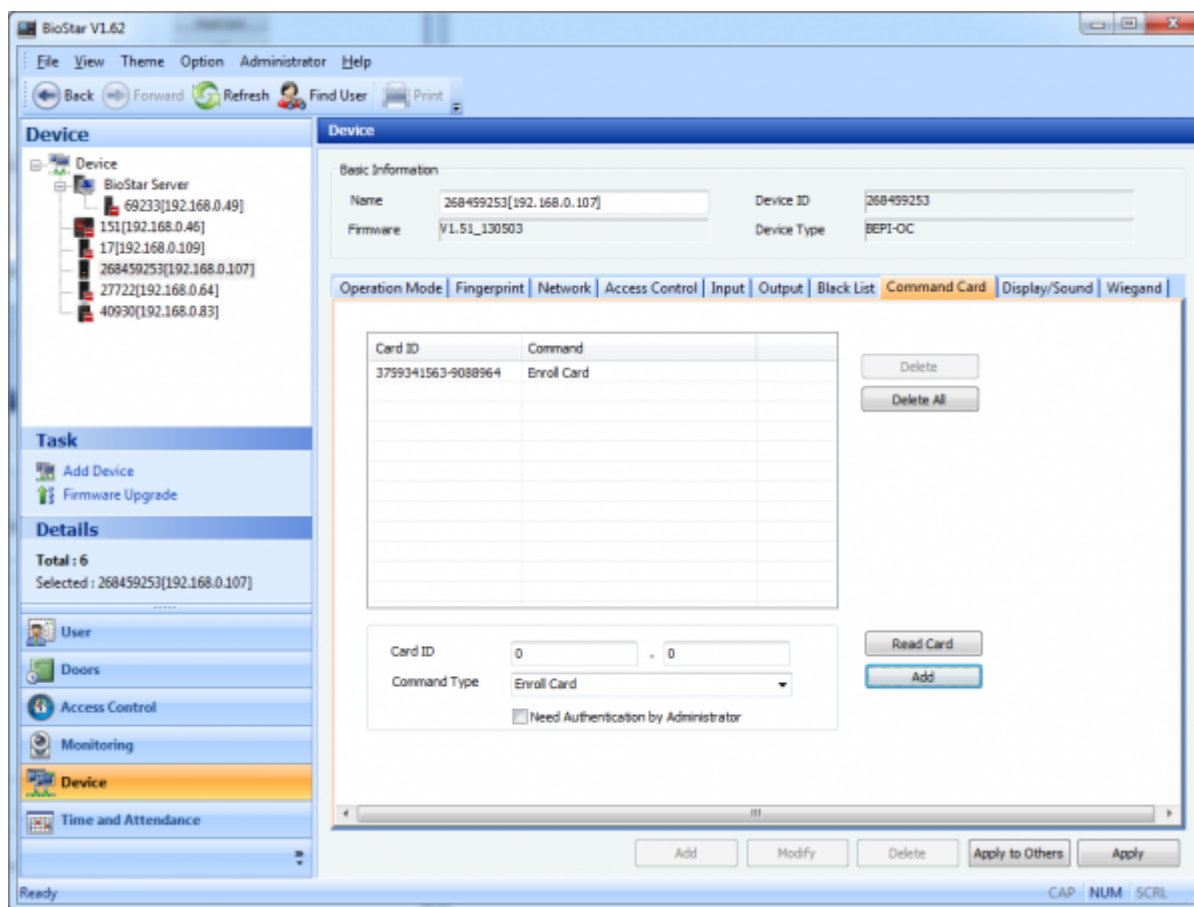 BioStar V1.62
File View Theme Option Administrator Help
Back Forward Refresh Find User Print
Device
Device
BioStar Server
69233[192.168.0.49]
151[192.168.0.46]
17[192.168.0.109]
268459253[192.168.0.107]
27722[192.168.0.64]
40930[192.168.0.83]
Task
Add Device
Firmware Upgrade
Details
Total : 6
Selected : 268459253[192.168.0.107]
User
Doors
Access Control
Monitoring
Device
Time and Attendance
Device
Basic Information
Name 268459253[192.168.0.107] Device ID 268459253
Firmware V1.51_130503 Device Type BEPI-OC
Operation Mode Fingerprint Network Access Control Input Output Black List Command Card Display/Sound Wiegand
Card ID Command
3759341563-9088964 Enroll Card
Delete
Delete All
Card ID 0 - 0 Read Card
Command Type Enroll Card Add
Need Authentication by Administrator
Add Modify Delete Apply to Others Apply
Ready CAP NUM SCRL